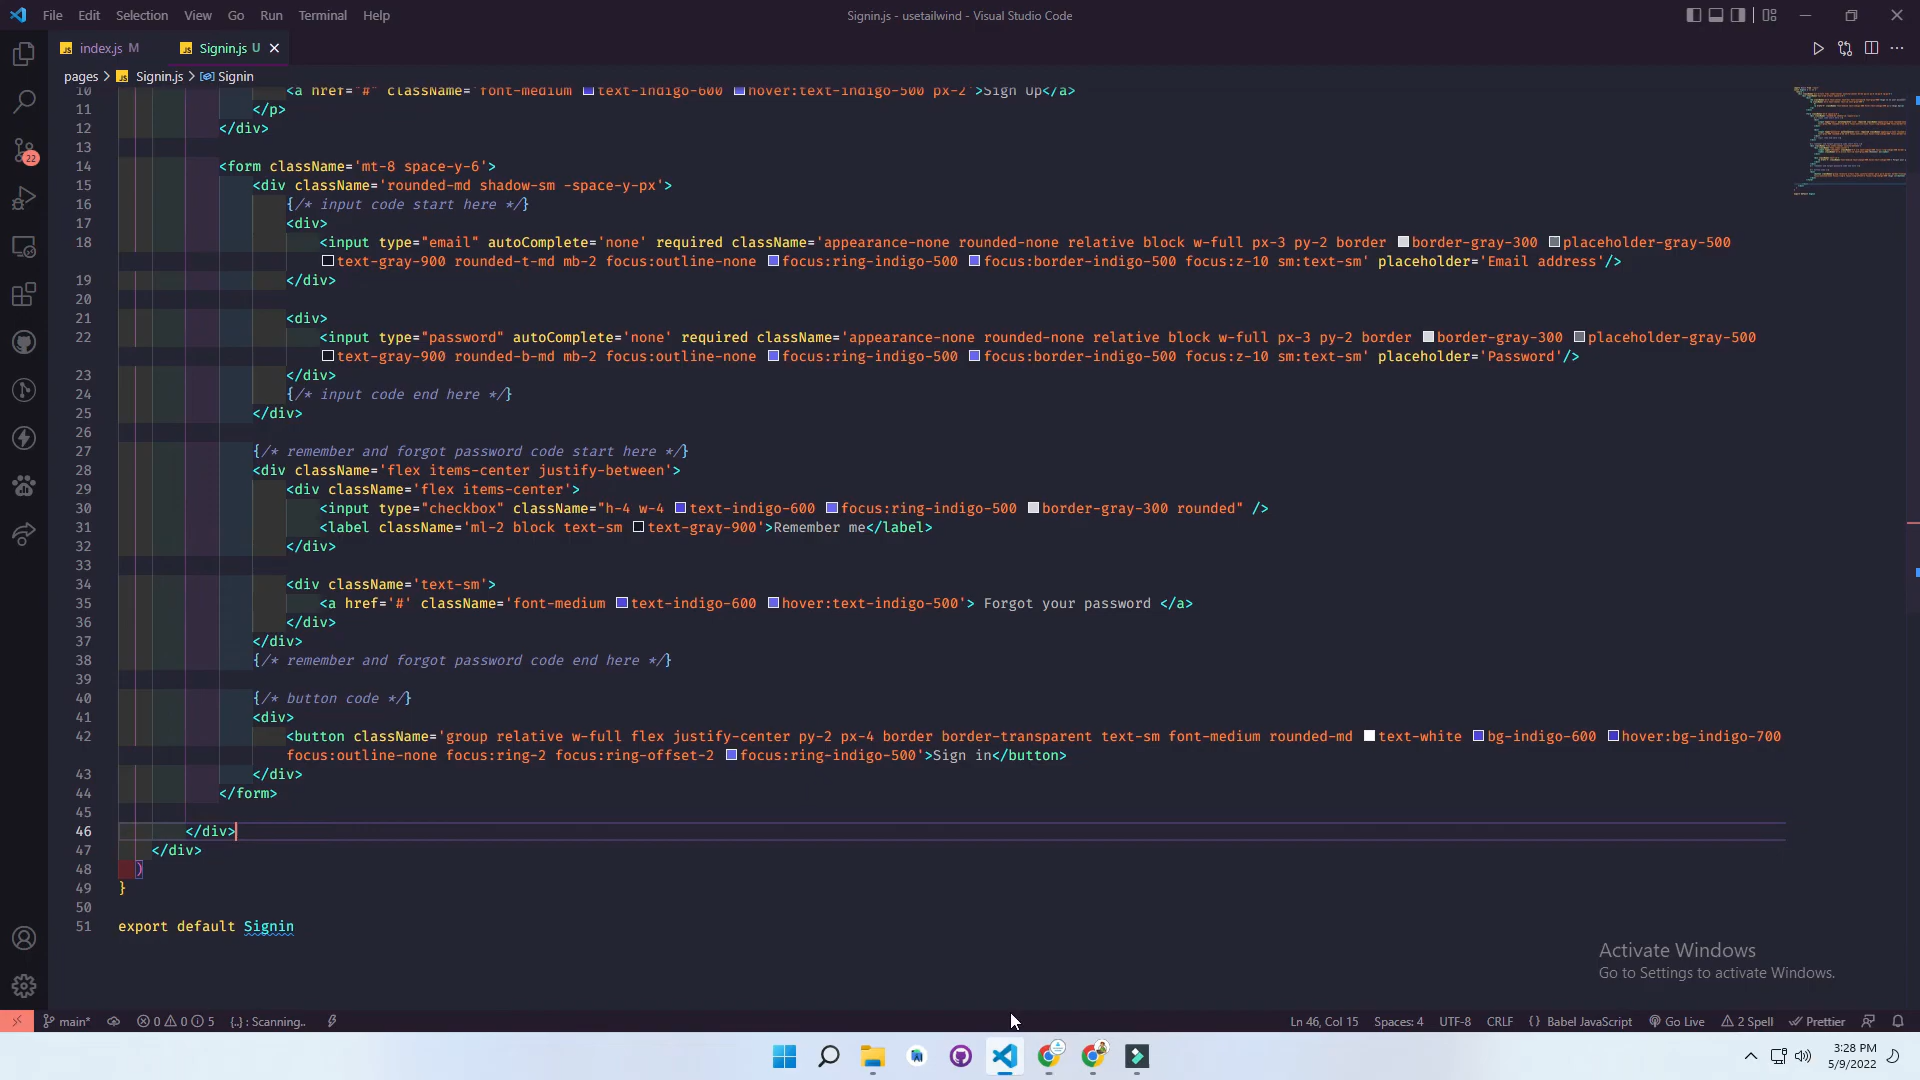 File Edit Selection View Go Run Terminal Help
Signin.js - usetailwind - Visual Studio Code
index.js M
Signin.js U
pages > Signin.js > Signin
10 <a href="#" className='font-medium text-indigo-600 hover:text-indigo-500 px-2'>Sign Up</a>
11 </p>
12 </div>
13
14 <form className='mt-8 space-y-6'>
15 <div className='rounded-md shadow-sm -space-y-px'>
16 {/* input code start here */}
17 <div>
18 <input type="email" autoComplete='none' required className='appearance-none rounded-none relative block w-full px-3 py-2 border border-gray-300 placeholder-gray-500
text-gray-900 rounded-t-md mb-2 focus:outline-none focus:ring-indigo-500 focus:border-indigo-500 focus:z-10 sm:text-sm' placeholder='Email address'/>
19 </div>
20
21 <div>
22 <input type="password" autoComplete='none' required className='appearance-none rounded-none relative block w-full px-3 py-2 border border-gray-300 placeholder-gray-500
text-gray-900 rounded-b-md mb-2 focus:outline-none focus:ring-indigo-500 focus:border-indigo-500 focus:z-10 sm:text-sm' placeholder='Password'/>
23 </div>
24 {/* input code end here */}
25 </div>
26
27 {/* remember and forgot password code start here */}
28 <div className='flex items-center justify-between'>
29 <div className='flex items-center'>
30 <input type="checkbox" className="h-4 w-4 text-indigo-600 focus:ring-indigo-500 border-gray-300 rounded" />
31 <label className='ml-2 block text-sm text-gray-900'>Remember me</label>
32 </div>
33
34 <div className='text-sm'>
35 <a href='#' className='font-medium text-indigo-600 hover:text-indigo-500'> Forgot your password </a>
36 </div>
37 </div>
38 {/* remember and forgot password code end here */}
39
40 {/* button code */}
41 <div>
42 <button className='group relative w-full flex justify-center py-2 px-4 border border-transparent text-sm font-medium rounded-md text-white bg-indigo-600 hover:bg-indigo-700
focus:outline-none focus:ring-2 focus:ring-offset-2 focus:ring-indigo-500'>Sign in</button>
43 </div>
44 </form>
45
46 </div>
47 </div>
48 )
49 }
50
51 export default Signin
22
Activate Windows
Go to Settings to activate Windows.
main* 0 0 5 {..} : Scanning.. Ln 46, Col 15 Spaces: 4 UTF-8 CRLF {} Babel JavaScript Go Live 2 Spell Prettier
3:28 PM
5/9/2022